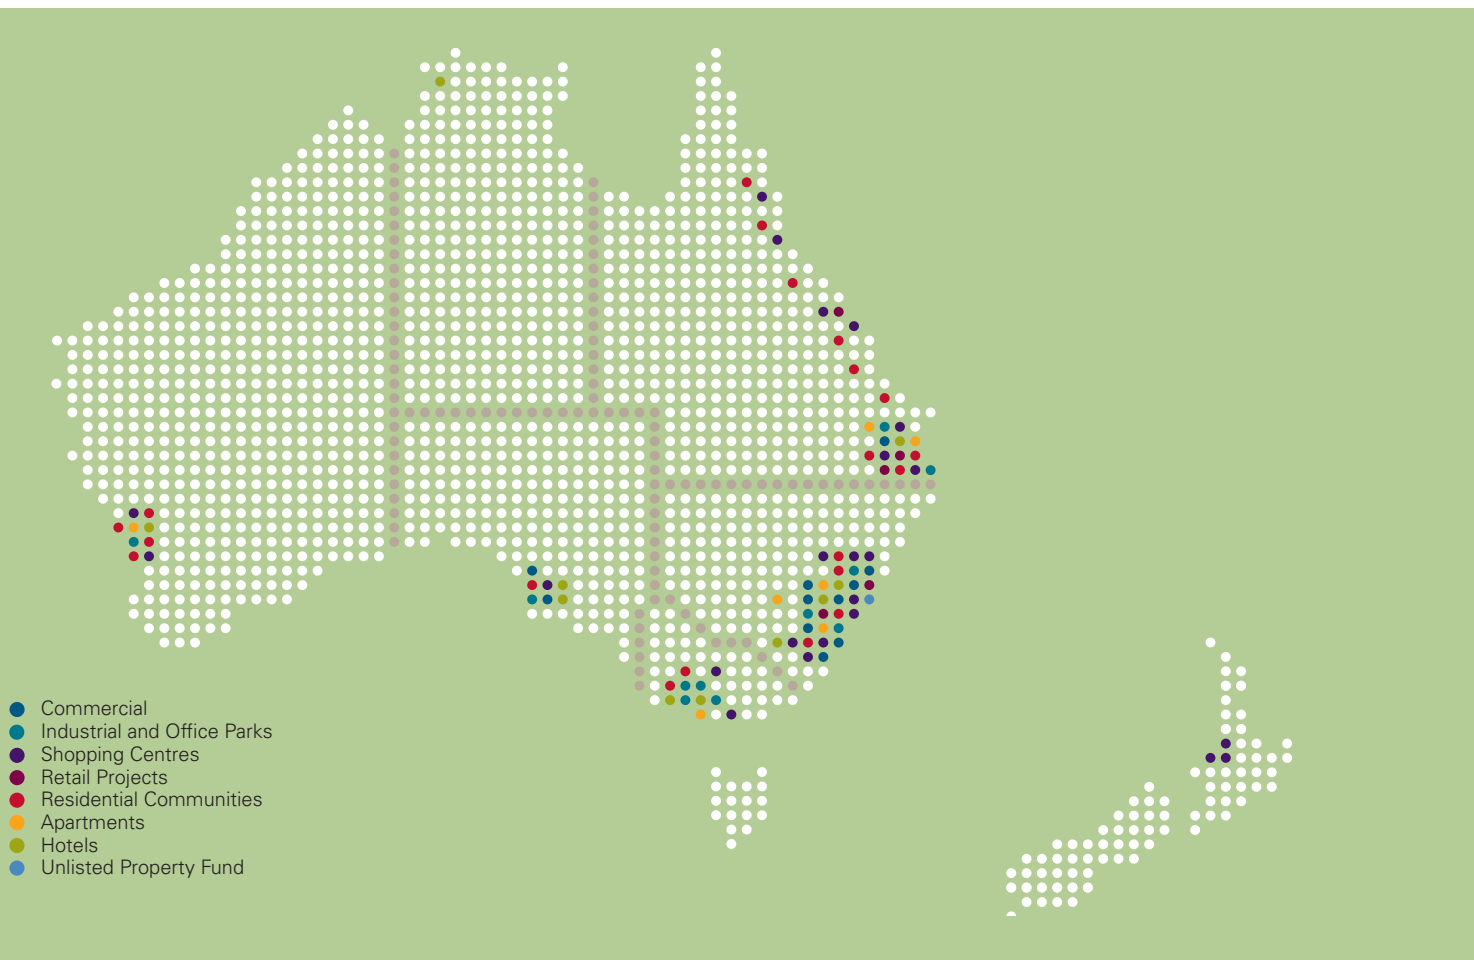 Commercial
Industrial and Office Parks
Shopping Centres
Retail Projects
Residential Communities
Apartments
Hotels
Unlisted Property Fund